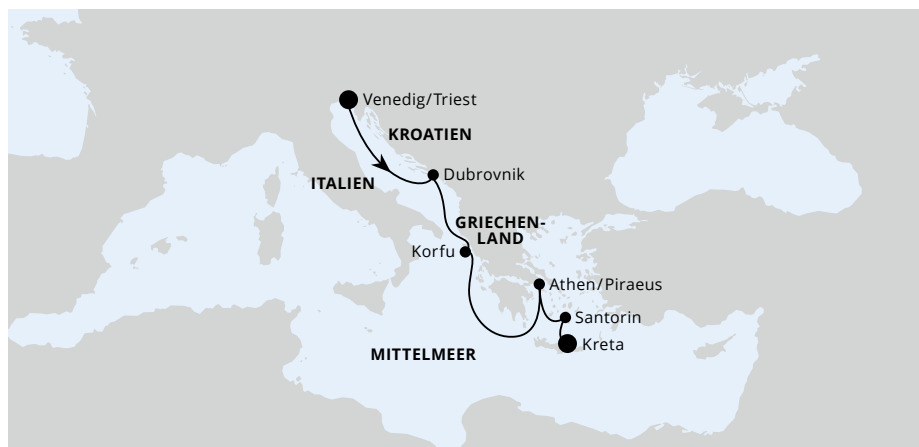 Venedig/Triest
KROATIEN
ITALIEN
Dubrovnik
GRIECHEN-
LAND
Korfu
Athen/Piraeus
Santorin
Kreta
MITTELMEER